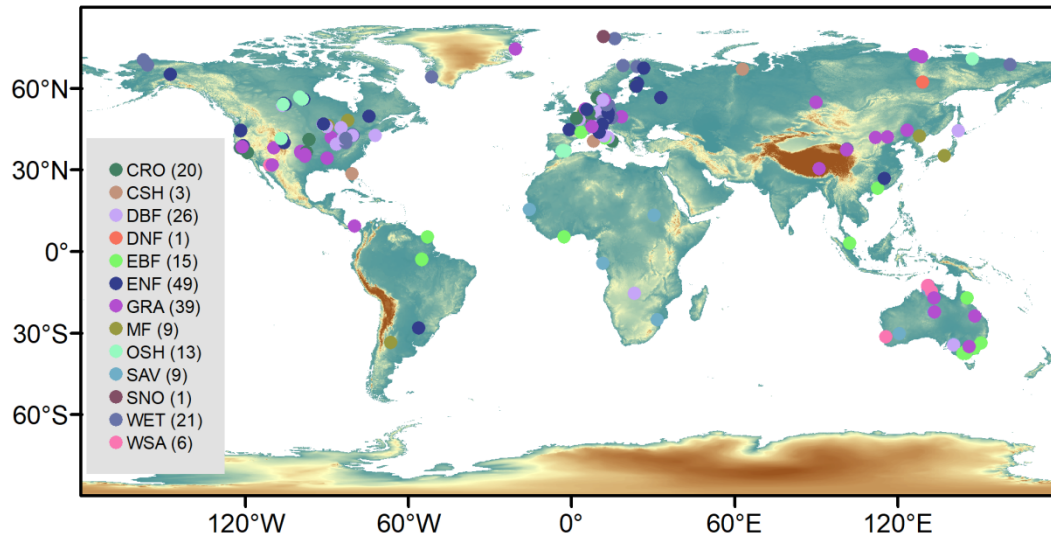 60°N
30°N
0°
30°S
60°S
CRO (20)
CSH (3)
DBF (26)
DNF (1)
EBF (15)
ENF (49)
GRA (39)
MF (9)
OSH (13)
SAV (9)
SNO (1)
WET (21)
WSA (6)
120°W
60°W
0°
60°E
120°E